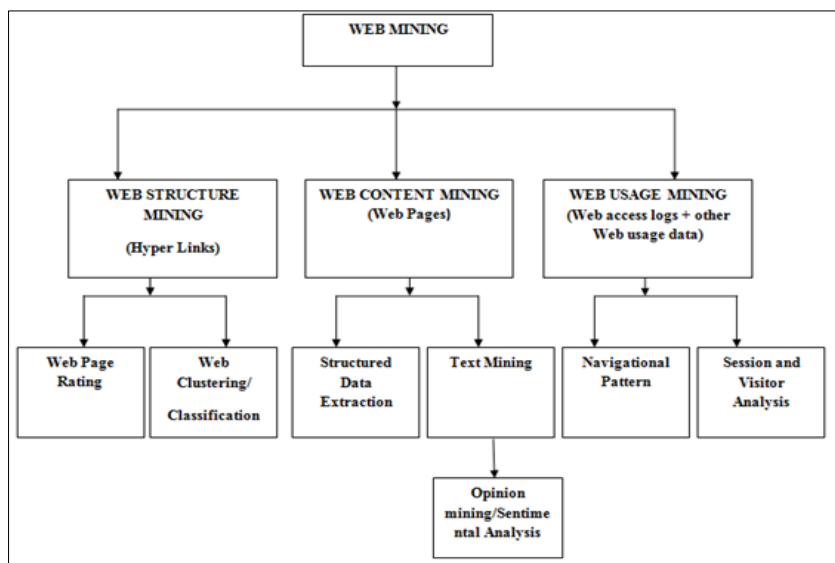 WEB MINING
WEB STRUCTURE
MINING
(Hyper Links)
WEB CONTENT MINING
(Web Pages)
WEB USAGE MINING
(Web access logs + other
Web usage data)
Web Page
Rating
Web
Clustering/
Classification
Structured
Data
Extraction
Text Mining
Navigational
Pattern
Session and
Visitor
Analysis
Opinion
mining/Sentime
ntal Analysis